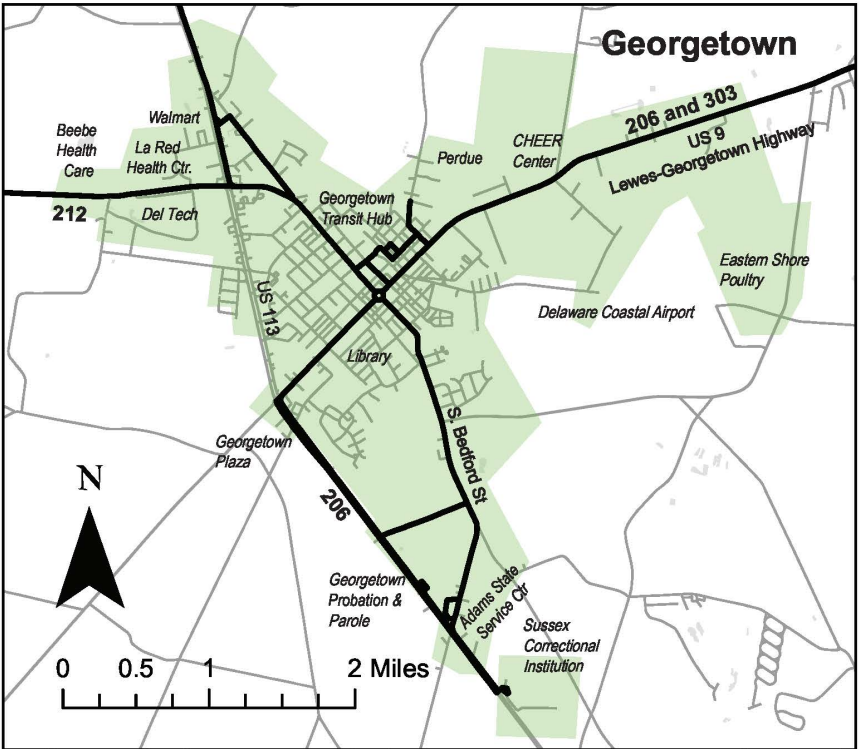 Georgetown
206 and 303
US 9
Lewes-Georgetown Highway
Walmart
Beebe
Health
Care
La Red
Health Ctr.
Perdue
CHEER
Center
212
Del Tech
Georgetown
Transit Hub
Eastern Shore
Poultry
US 113
Delaware Coastal Airport
Library
S. Bedford St
Georgetown
Plaza
N
206
Georgetown
Probation &
Parole
Adams State
Service Ctr
Sussex
Correctional
Institution
0 0.5 1 2 Miles